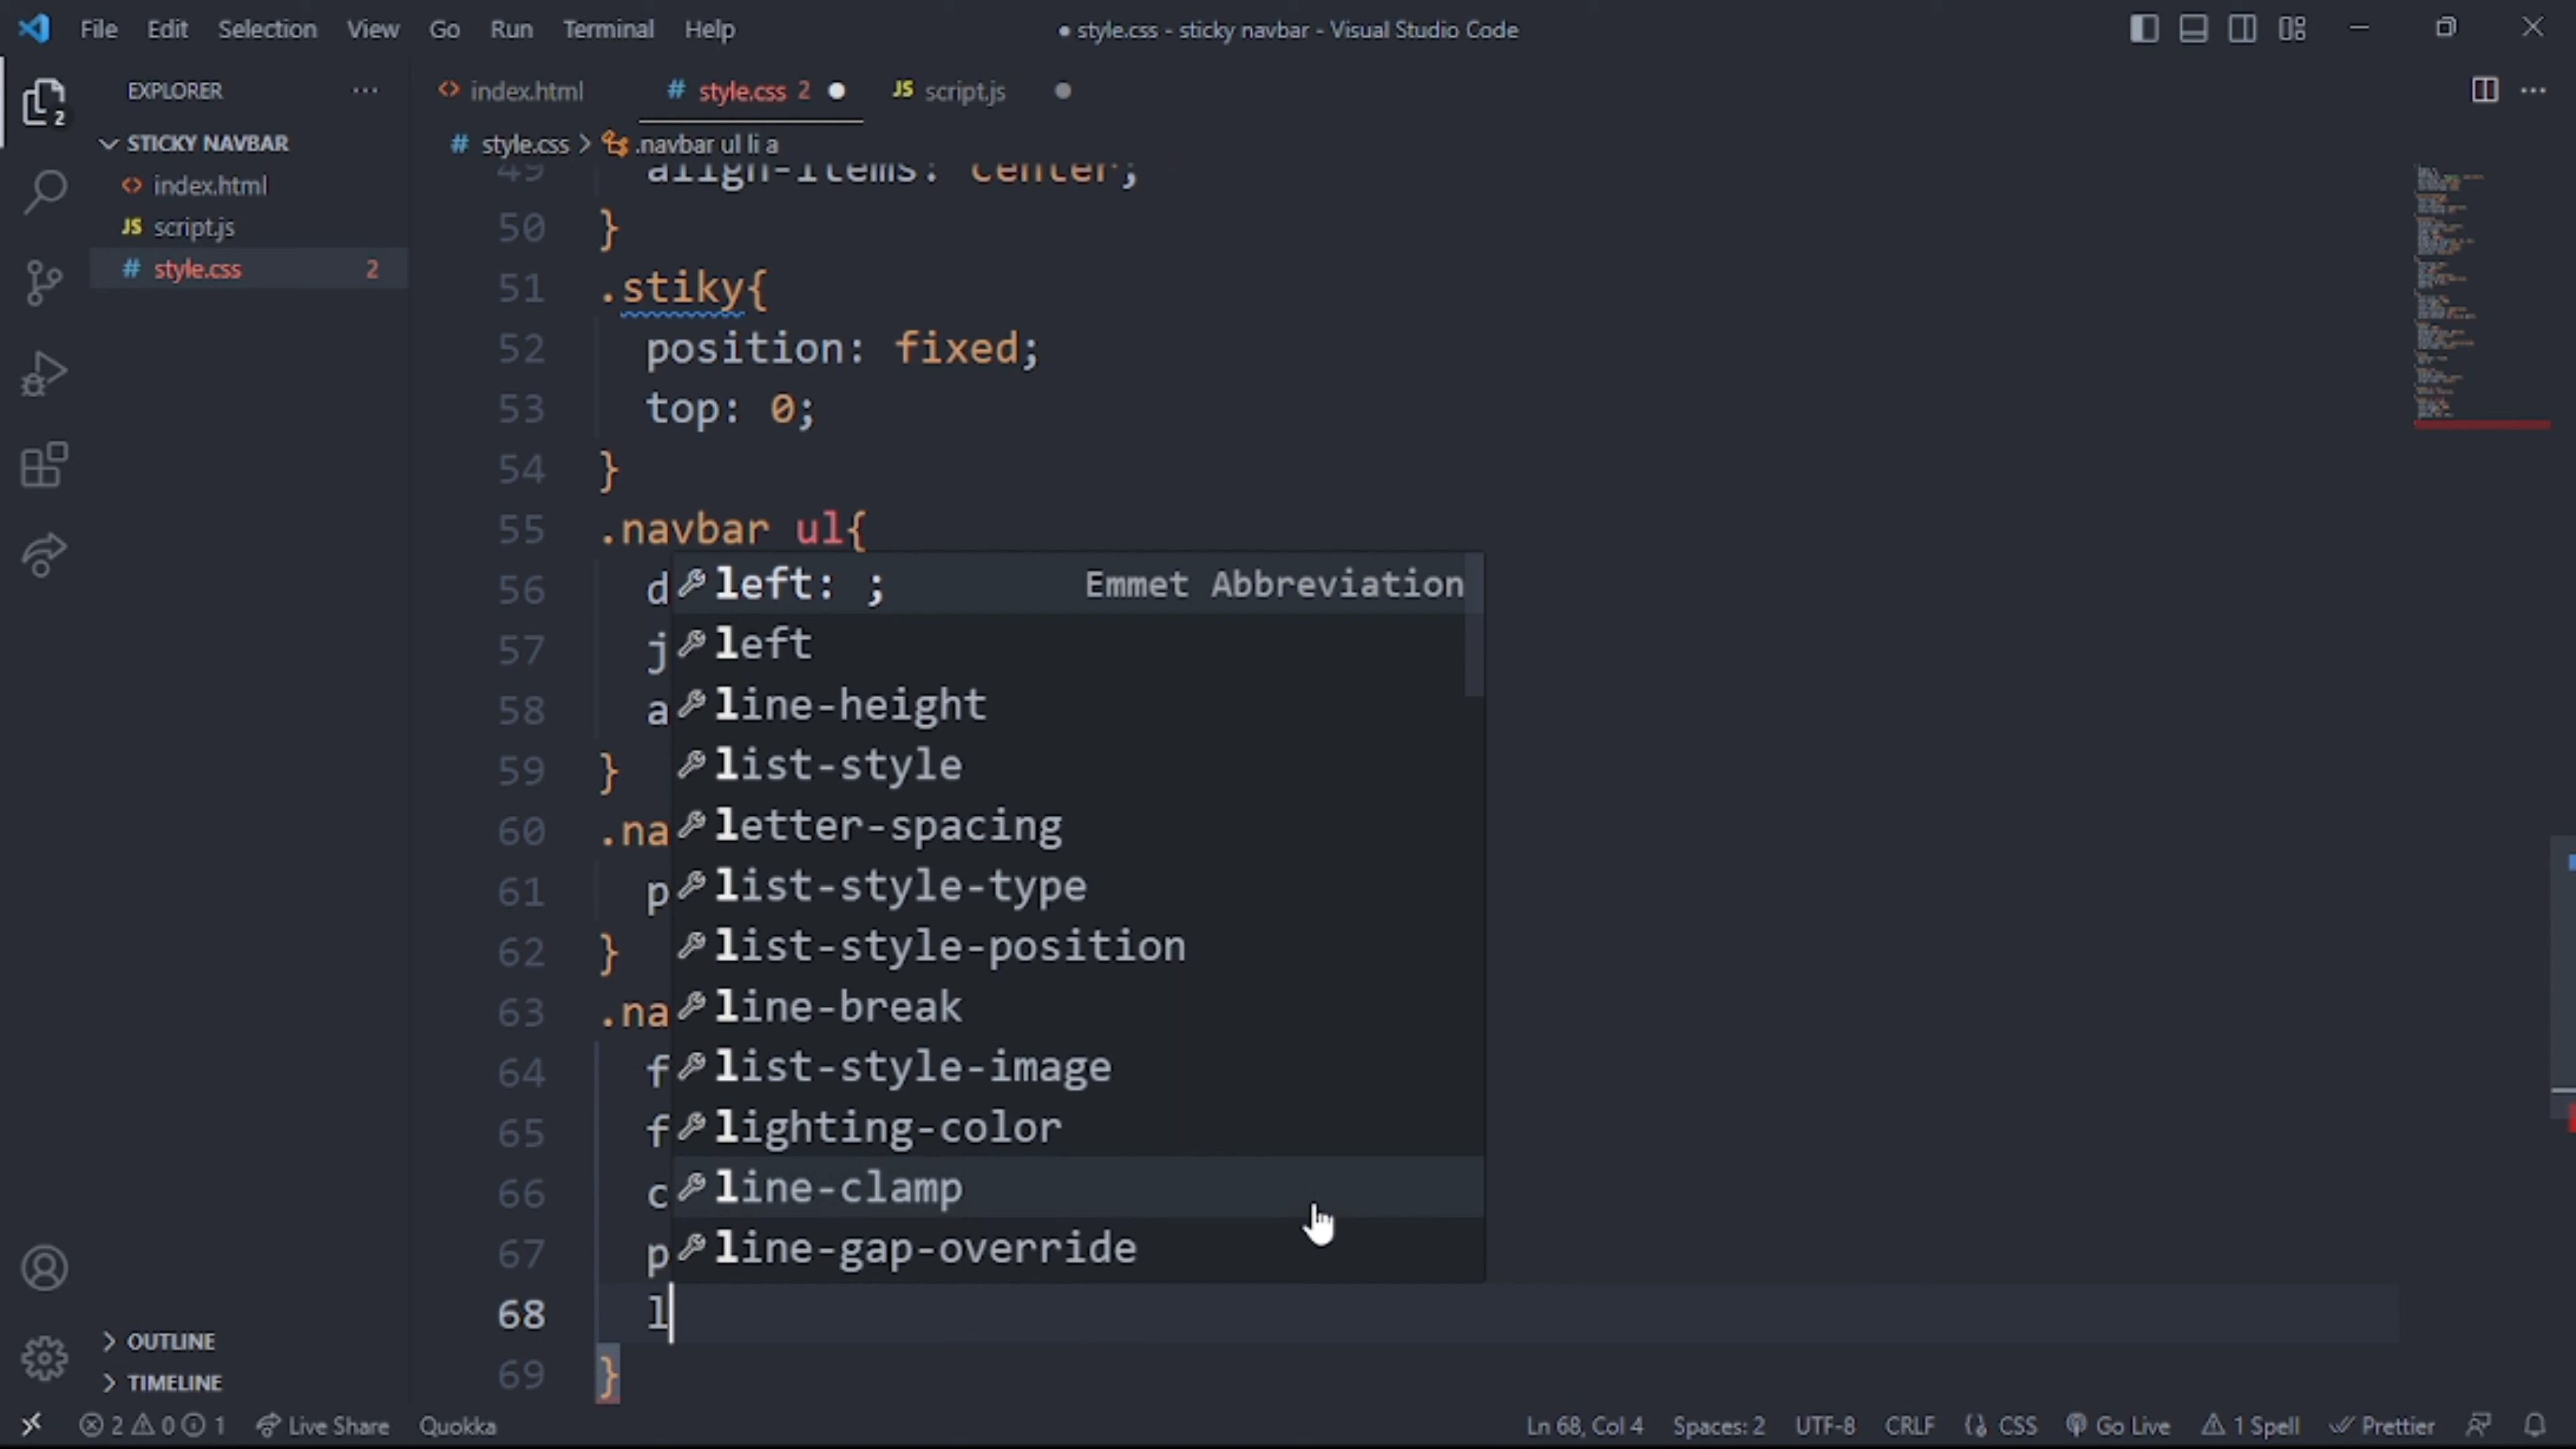 File Edit Selection View Go Run Terminal Help
● style.css - sticky navbar - Visual Studio Code
EXPLORER ···
STICKY NAVBAR
<> index.html
JS script.js
# style.css 2
2
OUTLINE
TIMELINE
<> index.html # style.css 2 ● JS script.js ●
# style.css > .navbar ul li a
49 align-items: center;
50 }
51 .stiky{
52 position: fixed;
53 top: 0;
54 }
55 .navbar ul{
56 d
57 j
58 a
59 }
60 .na
61 p
62 }
63 .na
64 f
65 f
66 c
67 p
68 l
69 }
left: ; Emmet Abbreviation
left
line-height
list-style
letter-spacing
list-style-type
list-style-position
line-break
list-style-image
lighting-color
line-clamp
line-gap-override
2 0 1 Live Share Quokka
Ln 68, Col 4 Spaces: 2 UTF-8 CRLF CSS Go Live 1 Spell Prettier